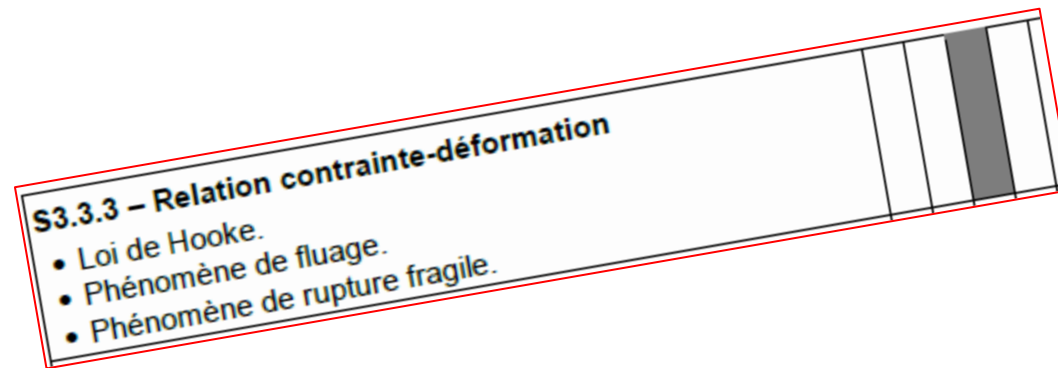 S3.3.3 – Relation contrainte-déformation
• Loi de Hooke.
• Phénomène de fluage.
• Phénomène de rupture fragile.